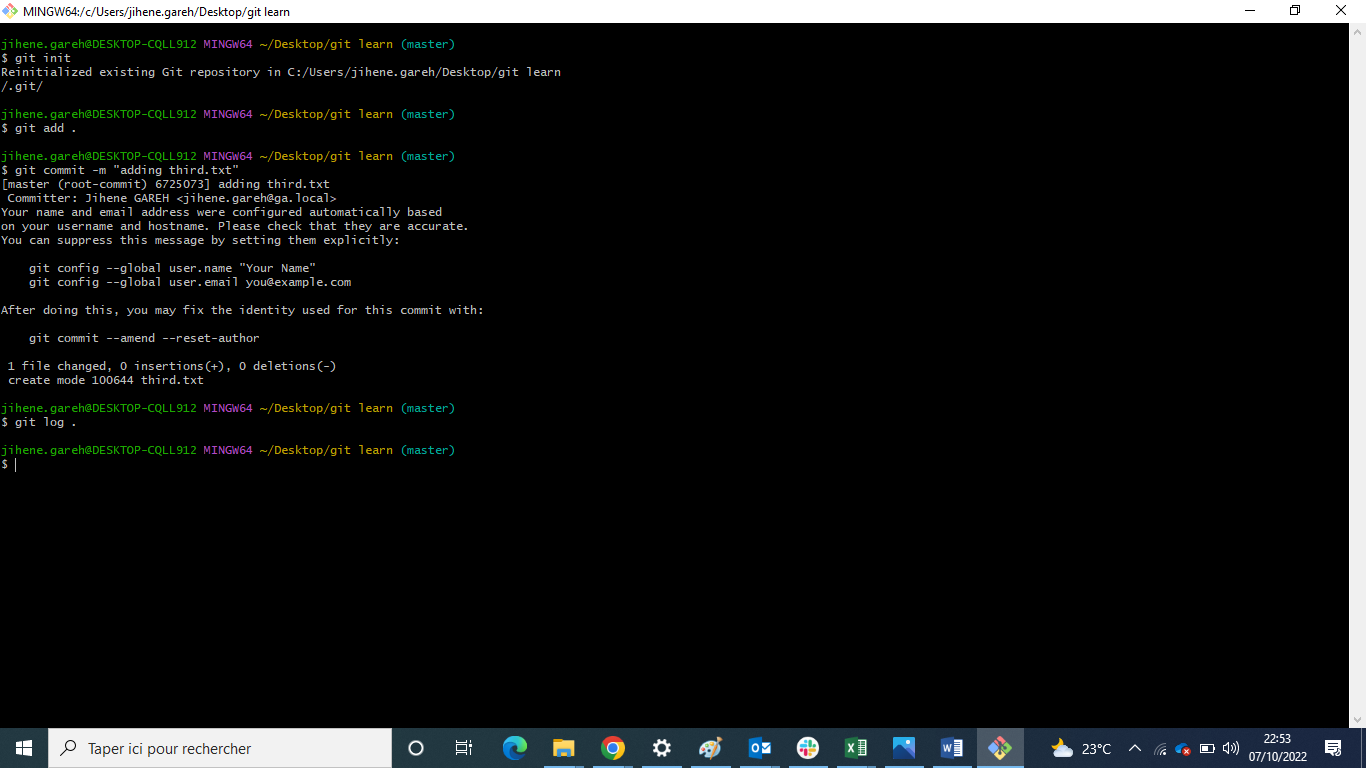 MINGW64:/c/Users/jihene.gareh/Desktop/git learn
jihene.gareh@DESKTOP-CQLL912 MINGW64 ~/Desktop/git learn (master)
$ git init
Reinitialized existing Git repository in C:/Users/jihene.gareh/Desktop/git learn
/.git/
jihene.gareh@DESKTOP-CQLL912 MINGW64 ~/Desktop/git learn (master)
$ git add .
jihene.gareh@DESKTOP-CQLL912 MINGW64 ~/Desktop/git learn (master)
$ git commit -m "adding third.txt"
[master (root-commit) 6725073] adding third.txt
 Committer: Jihene GAREH <jihene.gareh@ga.local>
Your name and email address were configured automatically based
on your username and hostname. Please check that they are accurate.
You can suppress this message by setting them explicitly:
    git config --global user.name "Your Name"
    git config --global user.email you@example.com
After doing this, you may fix the identity used for this commit with:
    git commit --amend --reset-author
 1 file changed, 0 insertions(+), 0 deletions(-)
 create mode 100644 third.txt
jihene.gareh@DESKTOP-CQLL912 MINGW64 ~/Desktop/git learn (master)
$ git log .
jihene.gareh@DESKTOP-CQLL912 MINGW64 ~/Desktop/git learn (master)
$
Taper ici pour rechercher
23°C
22:53
07/10/2022